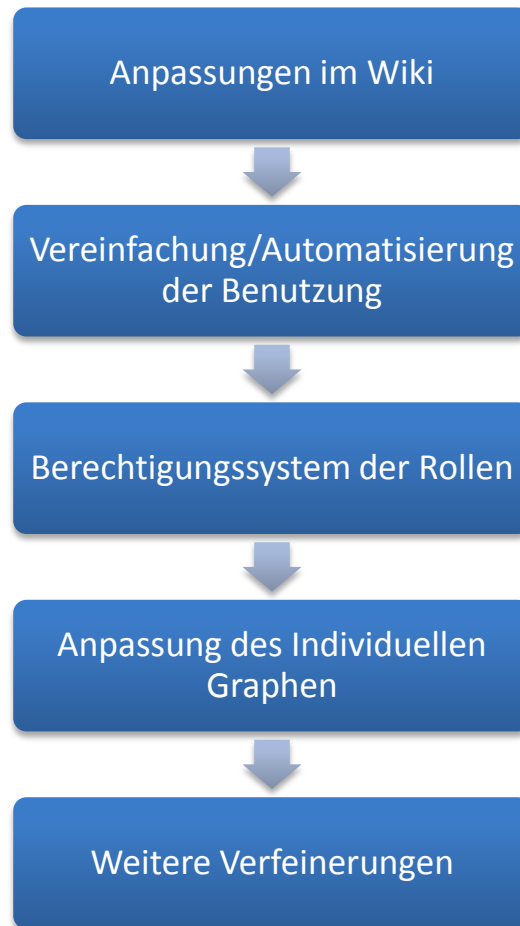 Anpassungen im Wiki
Vereinfachung/Automatisierung
der Benutzung
Berechtigungssystem der Rollen
Anpassung des Individuellen
Graphen
Weitere Verfeinerungen